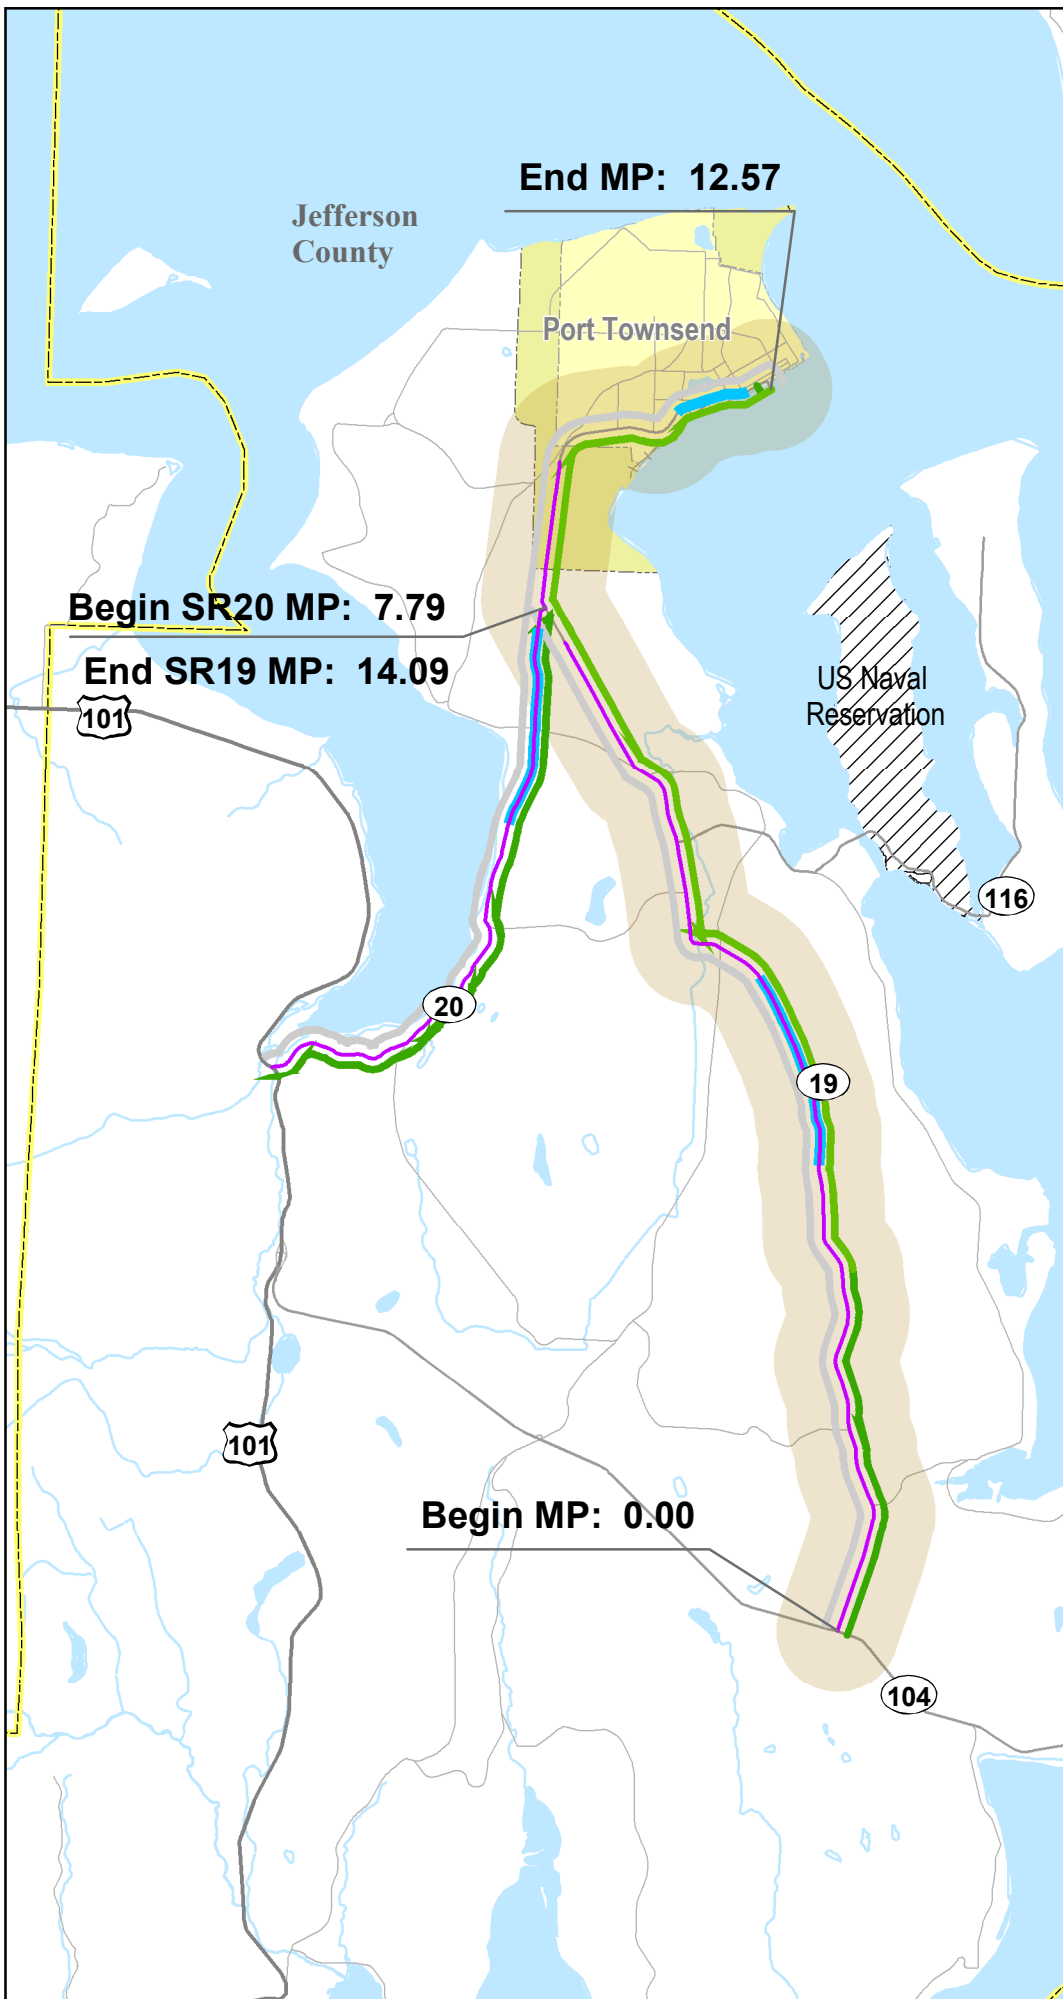 End MP: 12.57
Jefferson
County
Port Townsend
Begin SR20 MP: 7.79
End SR19 MP: 14.09
101
US Naval
Reservation
116
20
19
101
Begin MP: 0.00
104